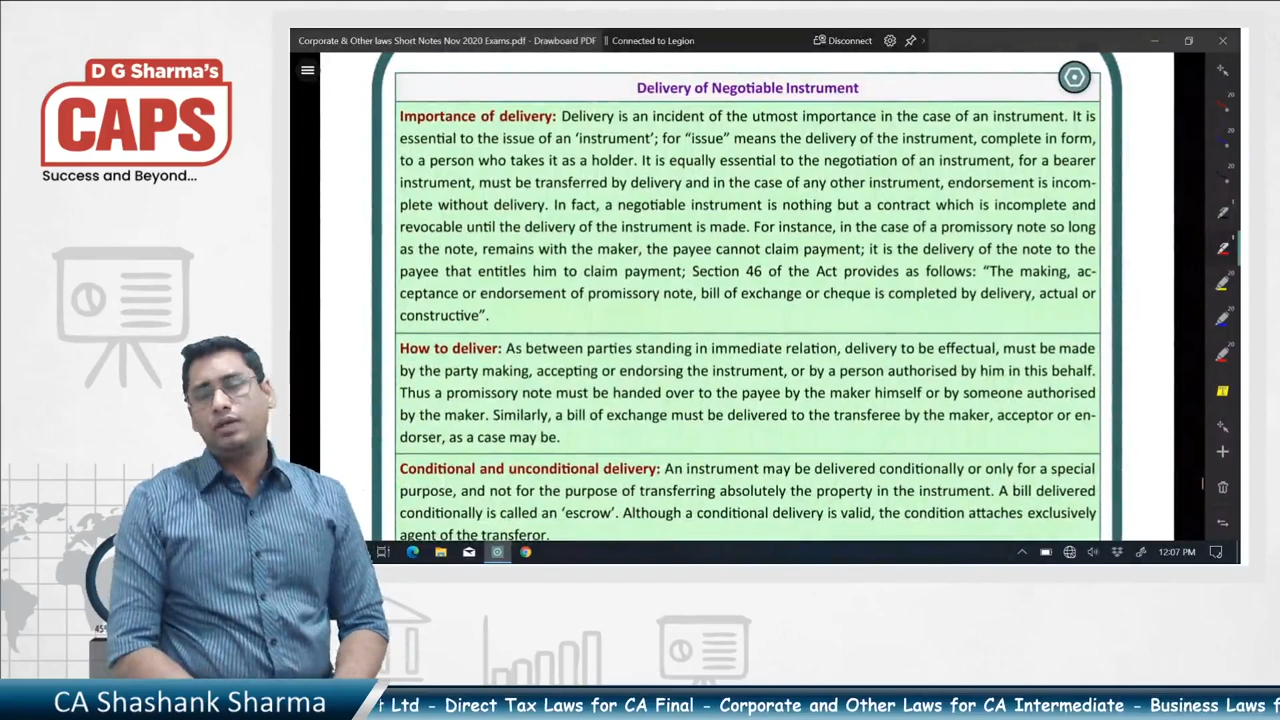 D G Sharma's
CAPS
Success and Beyond...
Corporate & Other laws Short Notes Nov 2020 Exams.pdf - Drawboard PDF
Connected to Legion
Disconnect
Delivery of Negotiable Instrument
Importance of delivery: Delivery is an incident of the utmost importance in the case of an instrument. It is
essential to the issue of an ‘instrument’; for “issue” means the delivery of the instrument, complete in form,
to a person who takes it as a holder. It is equally essential to the negotiation of an instrument, for a bearer
instrument, must be transferred by delivery and in the case of any other instrument, endorsement is incom-
plete without delivery. In fact, a negotiable instrument is nothing but a contract which is incomplete and
revocable until the delivery of the instrument is made. For instance, in the case of a promissory note so long
as the note, remains with the maker, the payee cannot claim payment; it is the delivery of the note to the
payee that entitles him to claim payment; Section 46 of the Act provides as follows: “The making, ac-
ceptance or endorsement of promissory note, bill of exchange or cheque is completed by delivery, actual or
constructive”.
How to deliver: As between parties standing in immediate relation, delivery to be effectual, must be made
by the party making, accepting or endorsing the instrument, or by a person authorised by him in this behalf.
Thus a promissory note must be handed over to the payee by the maker himself or by someone authorised
by the maker. Similarly, a bill of exchange must be delivered to the transferee by the maker, acceptor or en-
dorser, as a case may be.
Conditional and unconditional delivery: An instrument may be delivered conditionally or only for a special
purpose, and not for the purpose of transferring absolutely the property in the instrument. A bill delivered
conditionally is called an ‘escrow’. Although a conditional delivery is valid, the condition attaches exclusively
agent of the transferor.
20
20
20
1
1
20
20
20
12:07 PM
45%
CA Shashank Sharma
t Ltd - Direct Tax Laws for CA Final - Corporate and Other Laws for CA Intermediate - Business Laws f